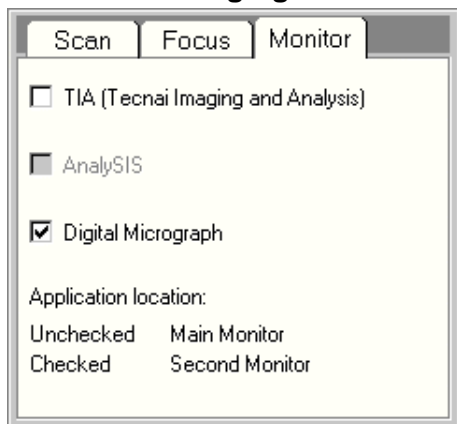 Scan Focus Monitor
TIA (Tecnai Imaging and Analysis)
AnalySIS
Digital Micrograph
Application location:
Unchecked Main Monitor
Checked Second Monitor